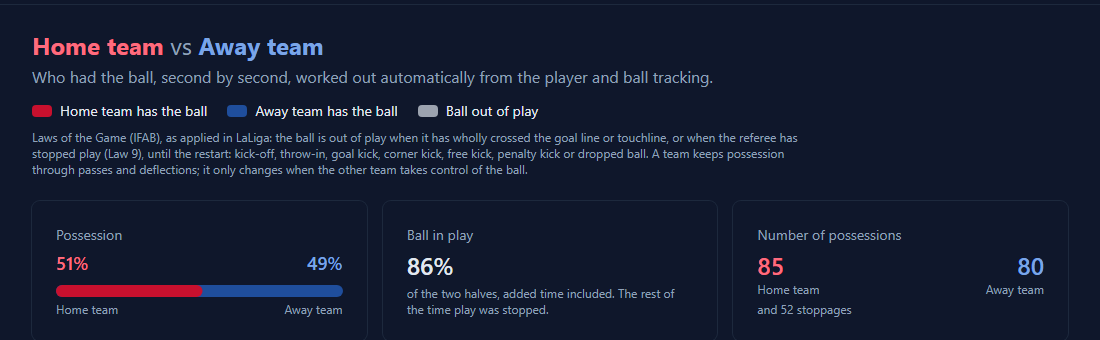 Home team vs Away team
Who had the ball, second by second, worked out automatically from the player and ball tracking.
Home team has the ball Away team has the ball Ball out of play
Laws of the Game (IFAB), as applied in LaLiga: the ball is out of play when it has wholly crossed the goal line or touchline, or when the referee has
stopped play (Law 9), until the restart: kick-off, throw-in, goal kick, corner kick, free kick, penalty kick or dropped ball. A team keeps possession
through passes and deflections; it only changes when the other team takes control of the ball.
Possession
51% 49%
Home team Away team
Ball in play
86%
of the two halves, added time included. The rest of
the time play was stopped.
Number of possessions
85 80
Home team Away team
and 52 stoppages